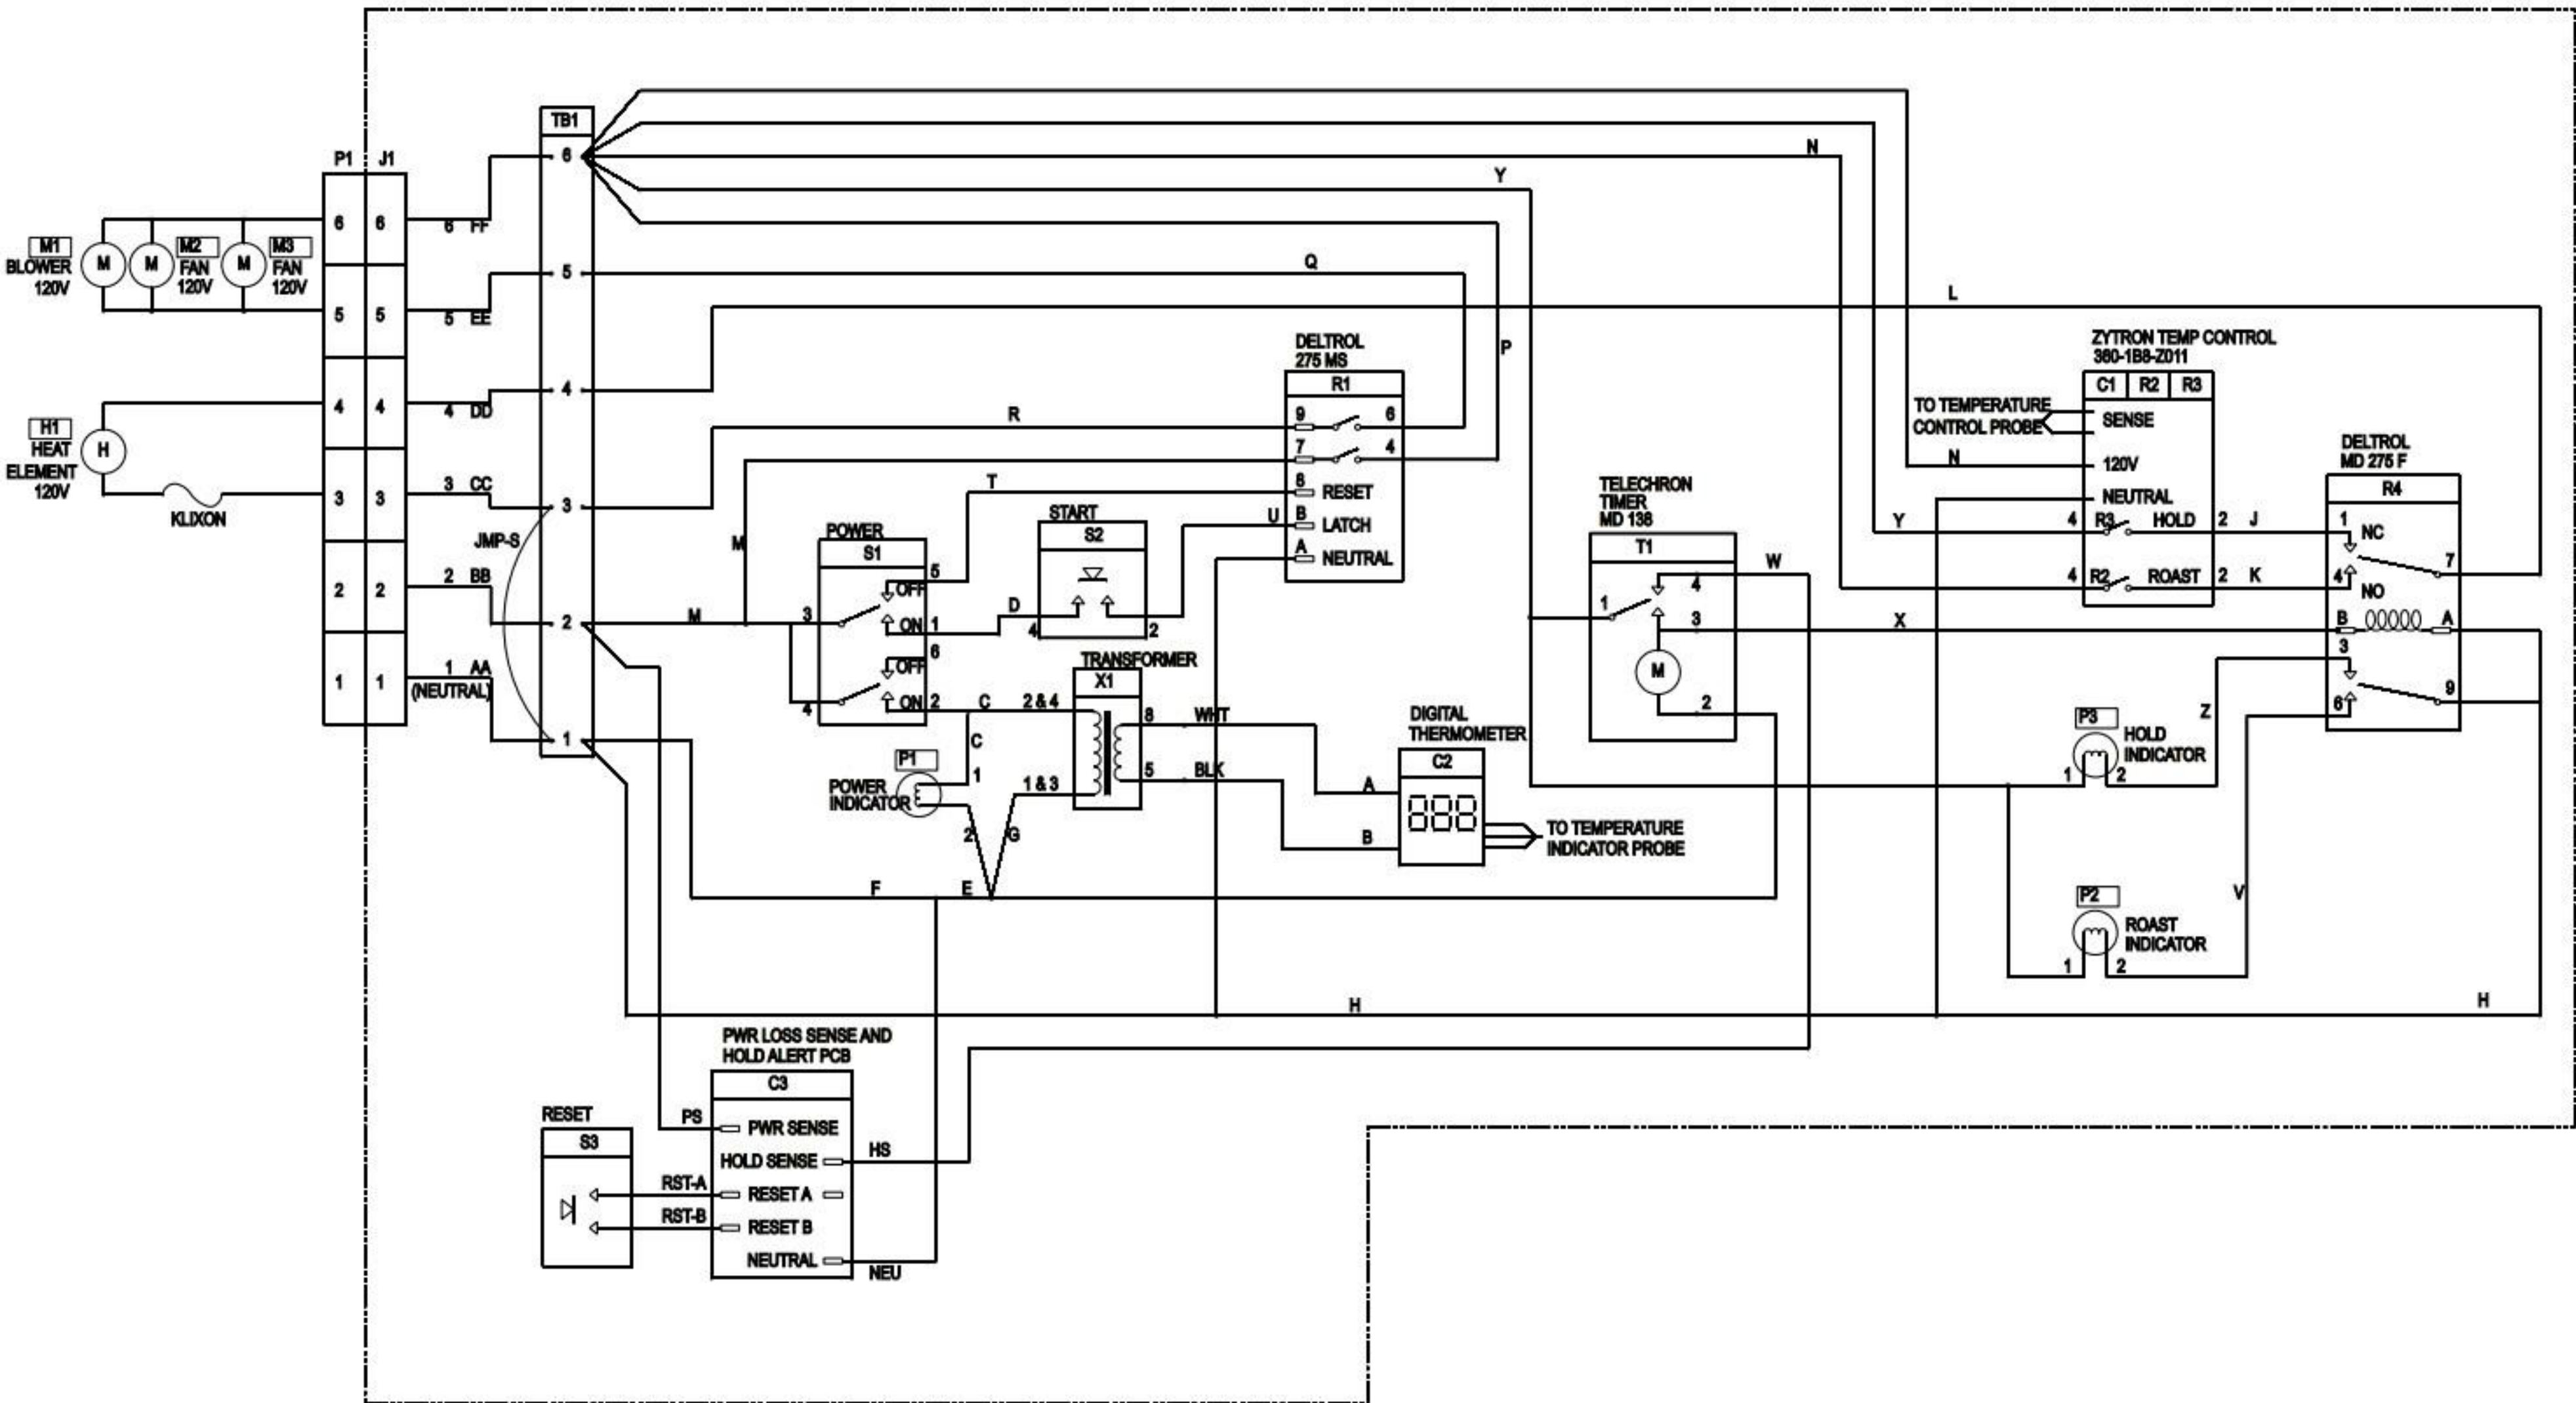 TB1
6
5
4
3
2
1
P1 J1
6 6
5 5
4 4
3 3
2 2
1 1
M1
BLOWER
120V
M
M
M2
FAN
120V
M
M3
FAN
120V
H1
HEAT
ELEMENT
120V
H
KLIXON
6 FF
5 EE
4 DD
3 CC
2 BB
1 AA
(NEUTRAL)
JMP-S
N
Y
Q
L
P
R
T
M
M
U
DELTROL
275 MS
R1
9 6
7 4
8 RESET
B LATCH
A NEUTRAL
POWER
S1
3
5
OFF
ON 1
6
OFF
4
ON 2
START
S2
D
4 2
TRANSFORMER
X1
C 2 & 4
C
1
1 & 3
8 WHT
5 BLK
P1
POWER
INDICATOR
2 G
F E
A
B
DIGITAL
THERMOMETER
C2
888
TO TEMPERATURE
INDICATOR PROBE
TELECHRON
TIMER
MD 138
T1
1
4
3
M
2
W
X
ZYTRON TEMP CONTROL
380-1B8-Z011
C1 R2 R3
TO TEMPERATURE
CONTROL PROBE
SENSE
N
120V
NEUTRAL
Y
4 R3 HOLD 2 J
4 R2 ROAST 2 K
DELTROL
MD 275 F
R4
1 NC
7
4 NO
B A
3
9
6
P3
HOLD
INDICATOR
1 2
Z
P2
ROAST
INDICATOR
1 2
V
H
H
PWR LOSS SENSE AND
HOLD ALERT PCB
C3
PS
PWR SENSE
HOLD SENSE
HS
RST-A
RESET A
RST-B
RESET B
NEUTRAL
NEU
RESET
S3